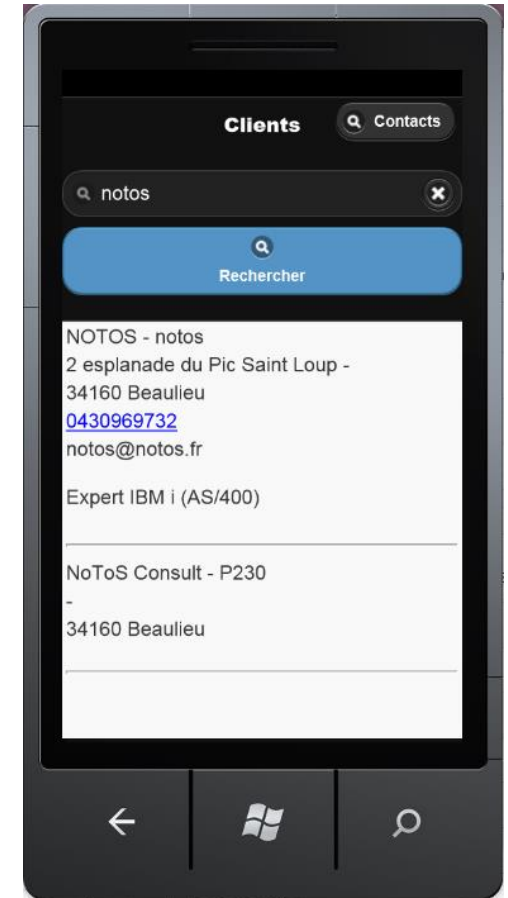 Clients
Contacts
notos
Rechercher
NOTOS - notos
2 esplanade du Pic Saint Loup -
34160 Beaulieu
0430969732
notos@notos.fr
Expert IBM i (AS/400)
NoToS Consult - P230
-
34160 Beaulieu